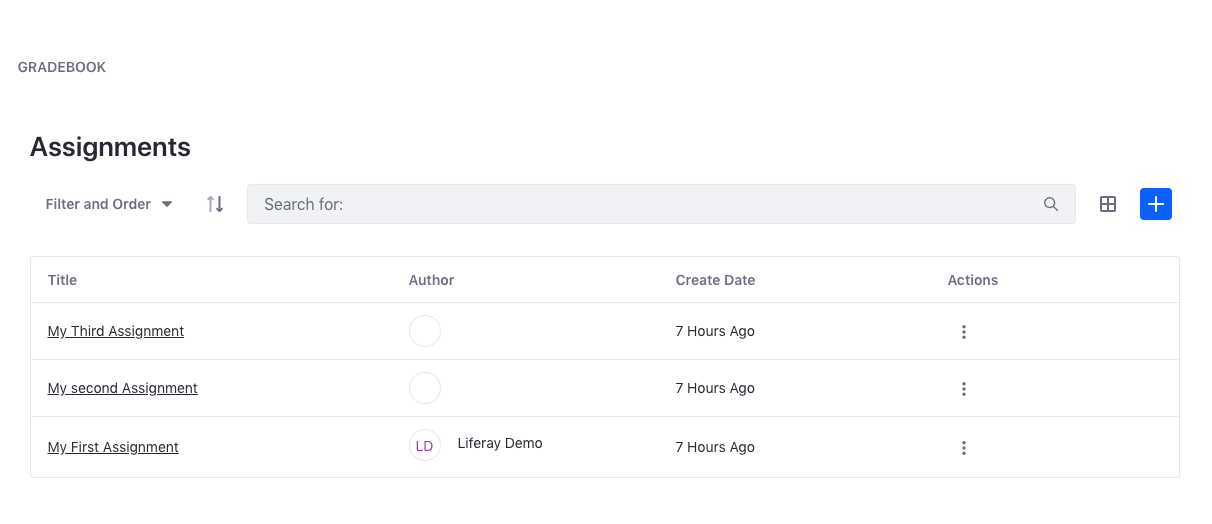 GRADEBOOK
Assignments
Filter and Order
Search for:
Title Author Create Date Actions
My Third Assignment 7 Hours Ago
My second Assignment 7 Hours Ago
My First Assignment LD Liferay Demo 7 Hours Ago